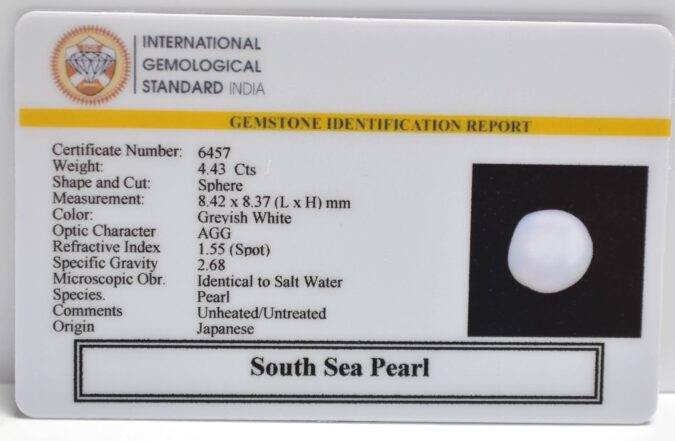 INTERNATIONAL
GEMOLOGICAL
STANDARD INDIA
GEMSTONE IDENTIFICATION REPORT
Certificate Number: 6457
Weight: 4.43 Cts
Shape and Cut: Sphere
Measurement: 8.42 x 8.37 (L x H) mm
Color: Greyish White
Optic Character AGG
Refractive Index 1.55 (Spot)
Specific Gravity 2.68
Microscopic Obr. Identical to Salt Water
Species. Pearl
Comments Unheated/Untreated
Origin Japanese
South Sea Pearl